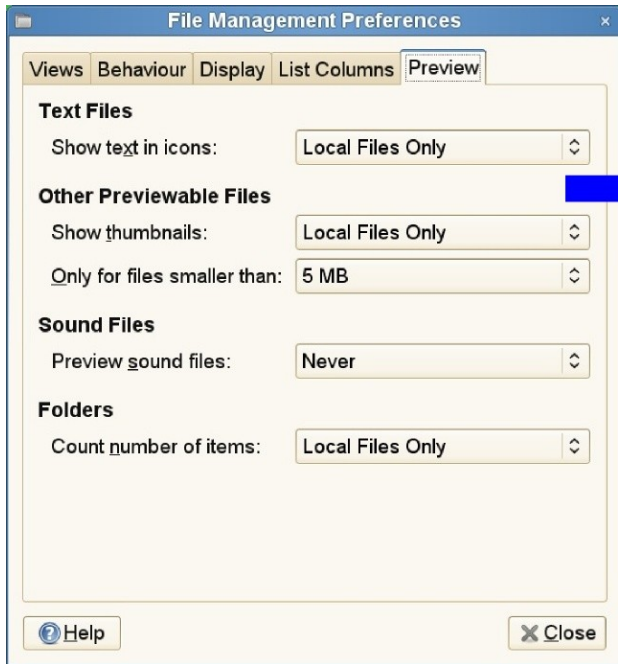 File Management Preferences
Views Behaviour Display List Columns Preview
Text Files
Show text in icons: Local Files Only
Other Previewable Files
Show thumbnails: Local Files Only
Only for files smaller than: 5 MB
Sound Files
Preview sound files: Never
Folders
Count number of items: Local Files Only
Help Close